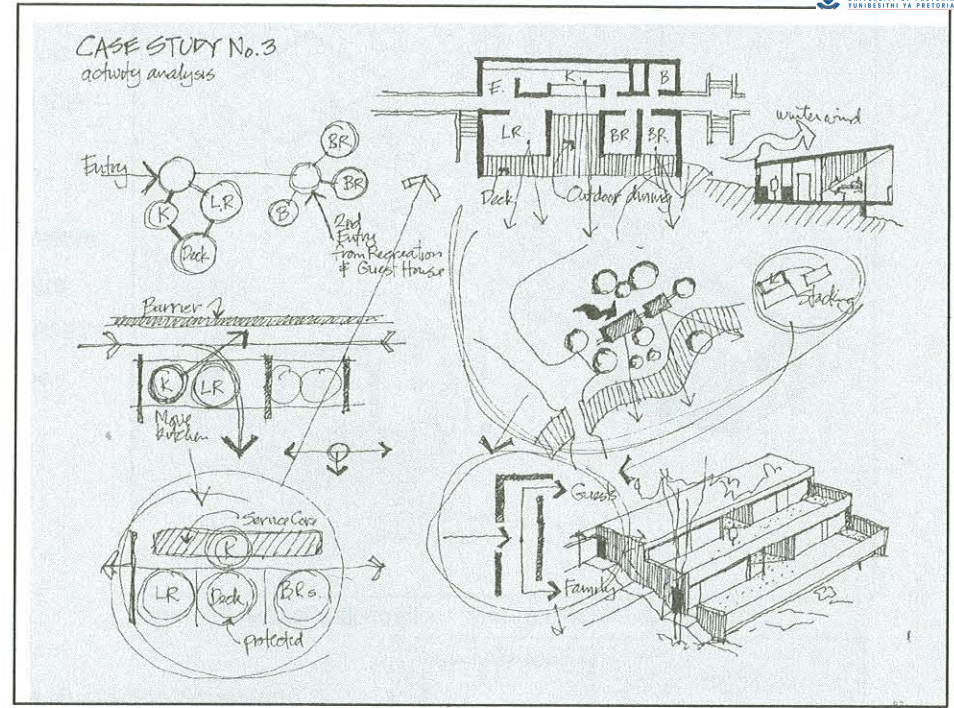 YUNIBESITHI YA PRETORIA
CASE STUDY No. 3
activity analysis
Entry
K
L.R
Deck
BR
BR
B
2nd
Entry
from Recreation
& Guest House
E.
K.
B
LR.
BR
BR.
Deck
Outdoor dining
winter wind
Barrier
K
LR
Move
kitchen
Stacking
Service Core
K
LR
Deck
BRs.
protected
Guests
Family